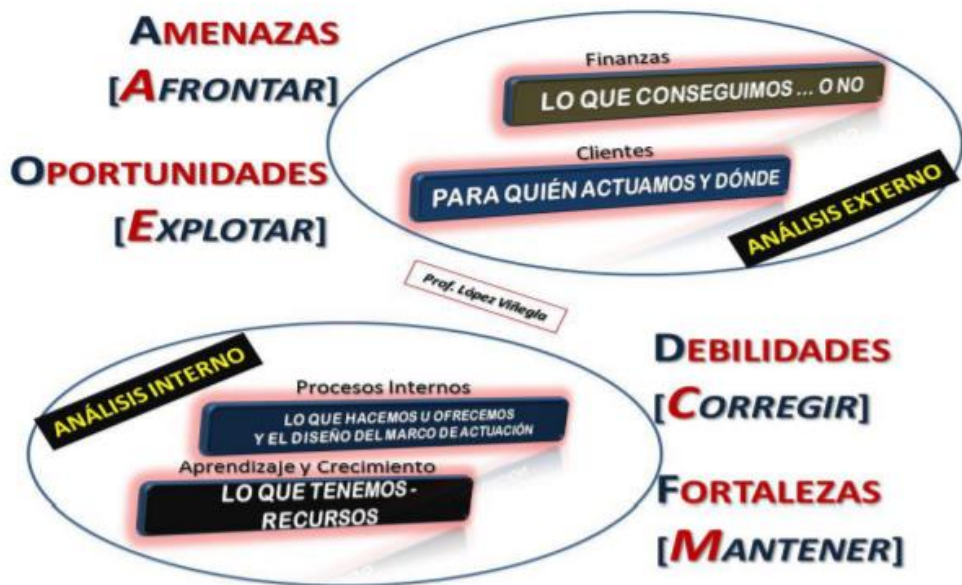 AMENAZAS
[AFRONTAR]
OPORTUNIDADES
[EXPLOTAR]
Finanzas
LO QUE CONSEGUIMOS ... O NO
Clientes
PARA QUIÉN ACTUAMOS Y DÓNDE
ANÁLISIS EXTERNO
Prof. López Viñegla
ANÁLISIS INTERNO
Procesos Internos
LO QUE HACEMOS U OFRECEMOS
Y EL DISEÑO DEL MARCO DE ACTUACIÓN
Aprendizaje y Crecimiento
LO QUE TENEMOS -
RECURSOS
DEBILIDADES
[CORREGIR]
FORTALEZAS
[MANTENER]